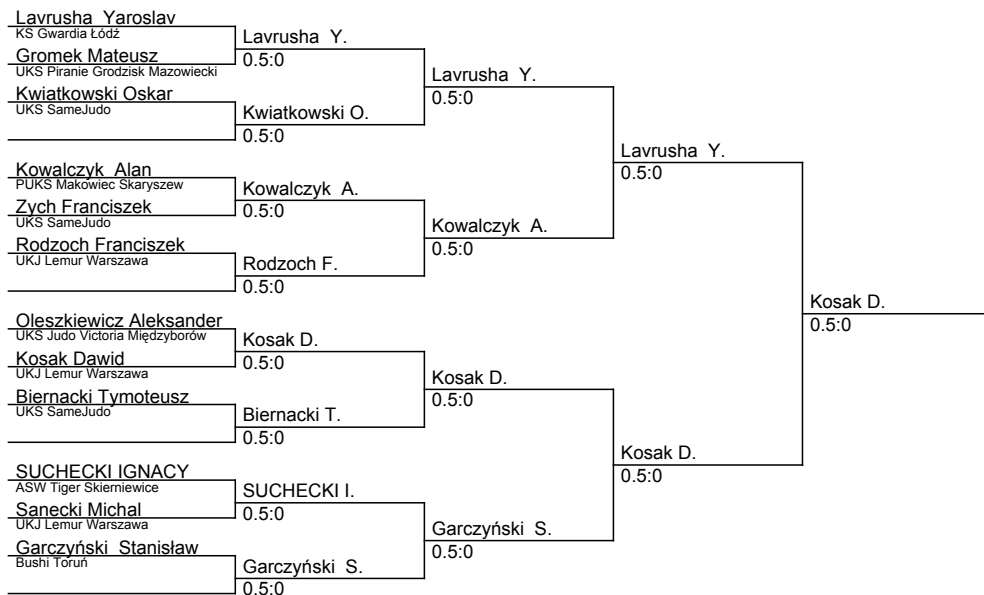 Lavrusha  Yaroslav
KS Gwardia Łódź
Lavrusha  Y.
0.5:0
Gromek Mateusz
UKS Piranie Grodzisk Mazowiecki
Lavrusha  Y.
0.5:0
Kwiatkowski Oskar
UKS SameJudo
Kwiatkowski O.
0.5:0
Lavrusha  Y.
0.5:0
Kowalczyk  Alan
PUKS Makowiec Skaryszew
Kowalczyk  A.
0.5:0
Zych Franciszek
UKS SameJudo
Kowalczyk  A.
0.5:0
Rodzoch Franciszek
UKJ Lemur Warszawa
Rodzoch F.
0.5:0
Kosak D.
0.5:0
Oleszkiewicz Aleksander
UKS Judo Victoria Międzyborów
Kosak D.
0.5:0
Kosak Dawid
UKJ Lemur Warszawa
Kosak D.
0.5:0
Biernacki Tymoteusz
UKS SameJudo
Biernacki T.
0.5:0
Kosak D.
0.5:0
SUCHECKI IGNACY
ASW Tiger Skierniewice
SUCHECKI I.
0.5:0
Sanecki Michal
UKJ Lemur Warszawa
Garczyński  S.
0.5:0
Garczyński  Stanisław
Bushi Toruń
Garczyński  S.
0.5:0